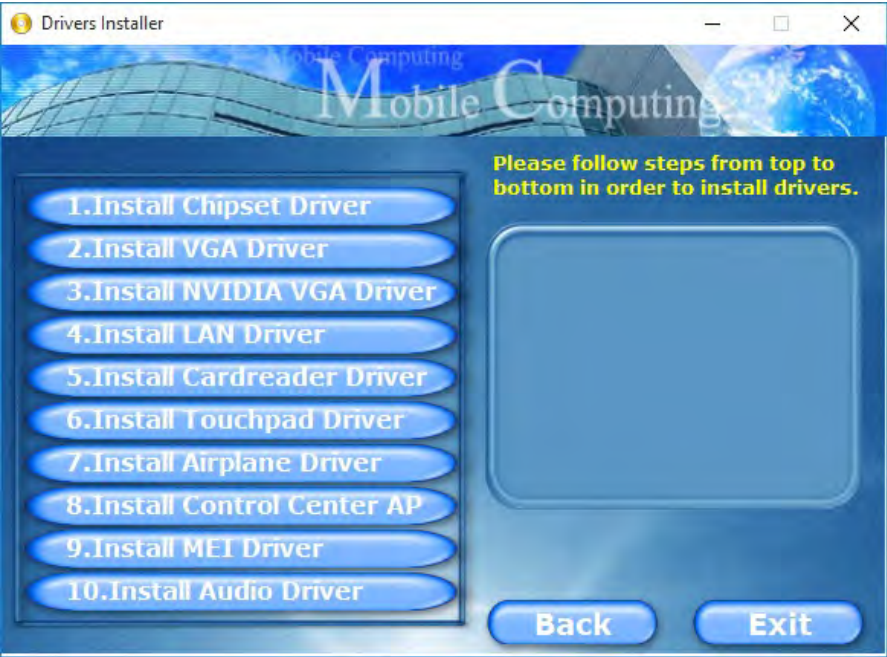 Drivers Installer
Mobile Computing
Mobile Computing
Please follow steps from top to
bottom in order to install drivers.
1.Install Chipset Driver
2.Install VGA Driver
3.Install NVIDIA VGA Driver
4.Install LAN Driver
5.Install Cardreader Driver
6.Install Touchpad Driver
7.Install Airplane Driver
8.Install Control Center AP
9.Install MEI Driver
10.Install Audio Driver
Back
Exit